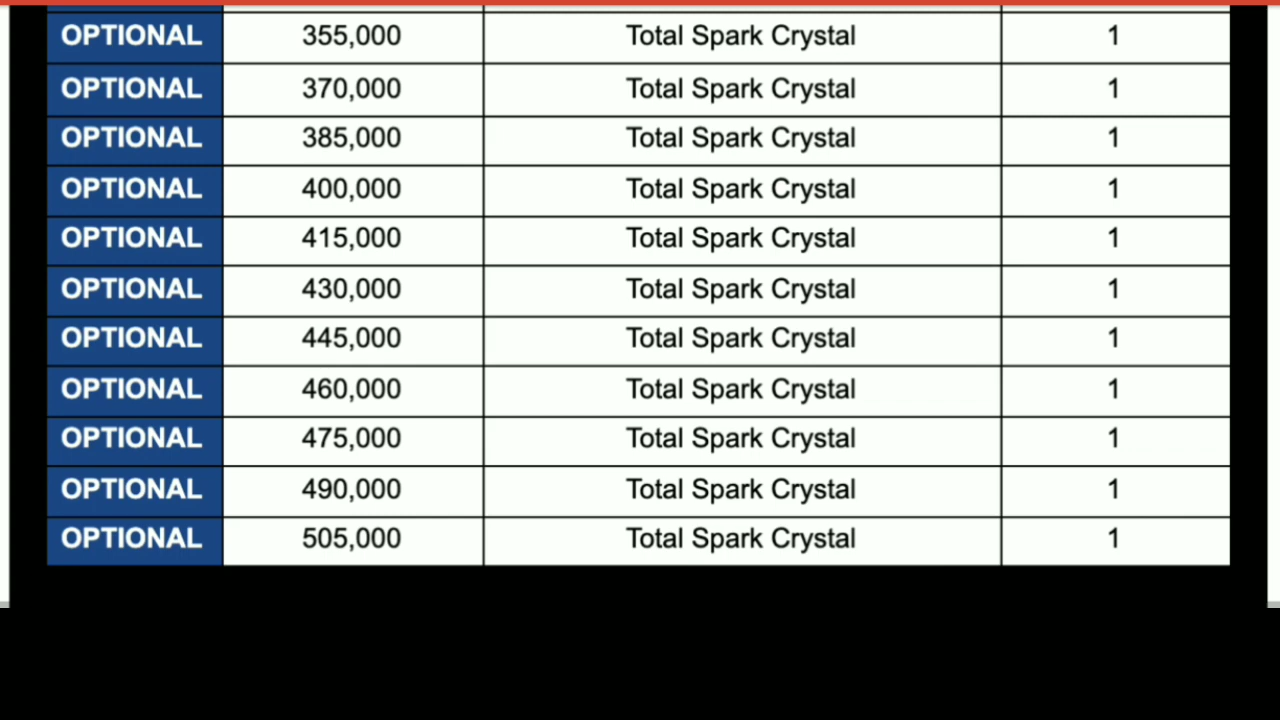 OPTIONAL 355,000 Total Spark Crystal 1
OPTIONAL 370,000 Total Spark Crystal 1
OPTIONAL 385,000 Total Spark Crystal 1
OPTIONAL 400,000 Total Spark Crystal 1
OPTIONAL 415,000 Total Spark Crystal 1
OPTIONAL 430,000 Total Spark Crystal 1
OPTIONAL 445,000 Total Spark Crystal 1
OPTIONAL 460,000 Total Spark Crystal 1
OPTIONAL 475,000 Total Spark Crystal 1
OPTIONAL 490,000 Total Spark Crystal 1
OPTIONAL 505,000 Total Spark Crystal 1